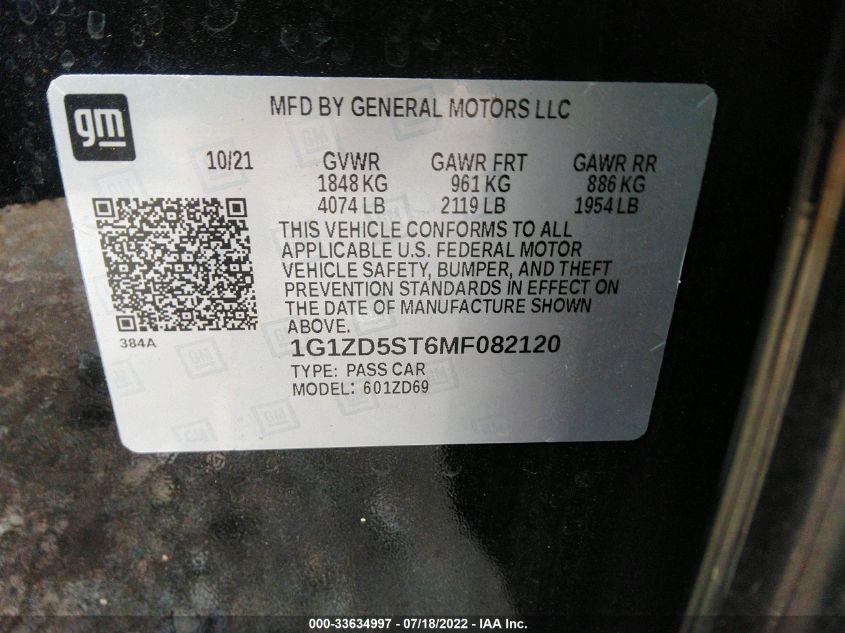 gm
MFD BY GENERAL MOTORS LLC
10/21 GVWR GAWR FRT GAWR RR
1848 KG 961 KG 886 KG
4074 LB 2119 LB 1954 LB
THIS VEHICLE CONFORMS TO ALL
APPLICABLE U.S. FEDERAL MOTOR
VEHICLE SAFETY, BUMPER, AND THEFT
PREVENTION STANDARDS IN EFFECT ON
THE DATE OF MANUFACTURE SHOWN
ABOVE.
384A
1G1ZD5ST6MF082120
TYPE: PASS CAR
MODEL: 601ZD69
000-33634997 - 07/18/2022 - IAA Inc.